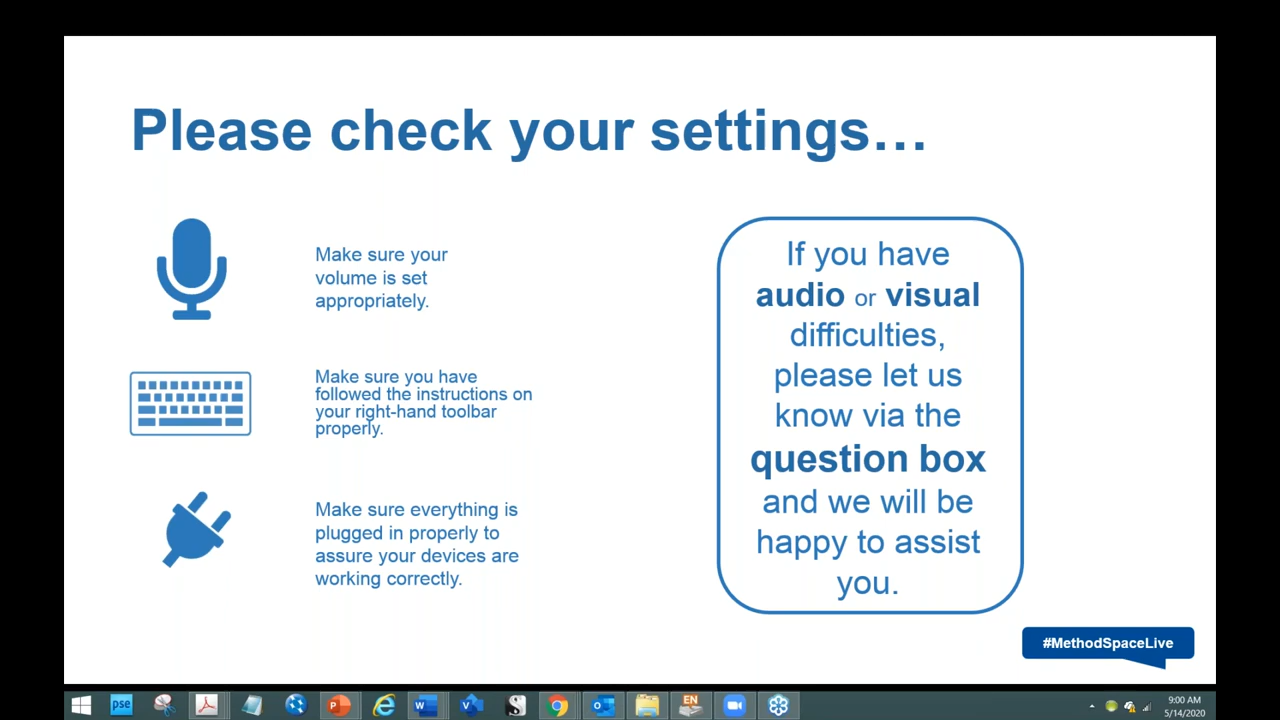 Please check your settings…
Make sure your
volume is set
appropriately.
Make sure you have
followed the instructions on
your right-hand toolbar
properly.
Make sure everything is
plugged in properly to
assure your devices are
working correctly.
If you have
audio or visual
difficulties,
please let us
know via the
question box
and we will be
happy to assist
you.
#MethodSpaceLive
pse
EN
9:00 AM
5/14/2020